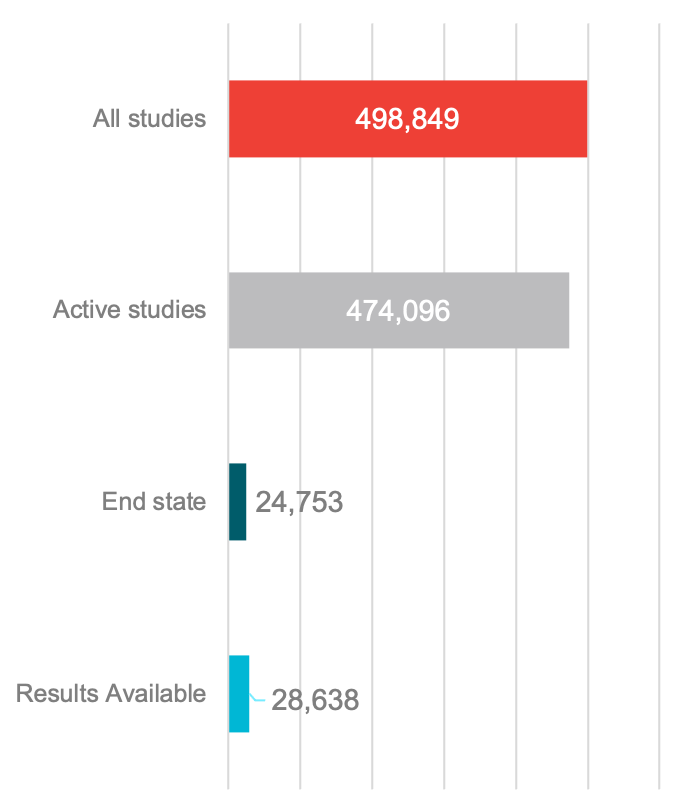 All studies
498,849
Active studies
474,096
End state
24,753
Results Available
28,638